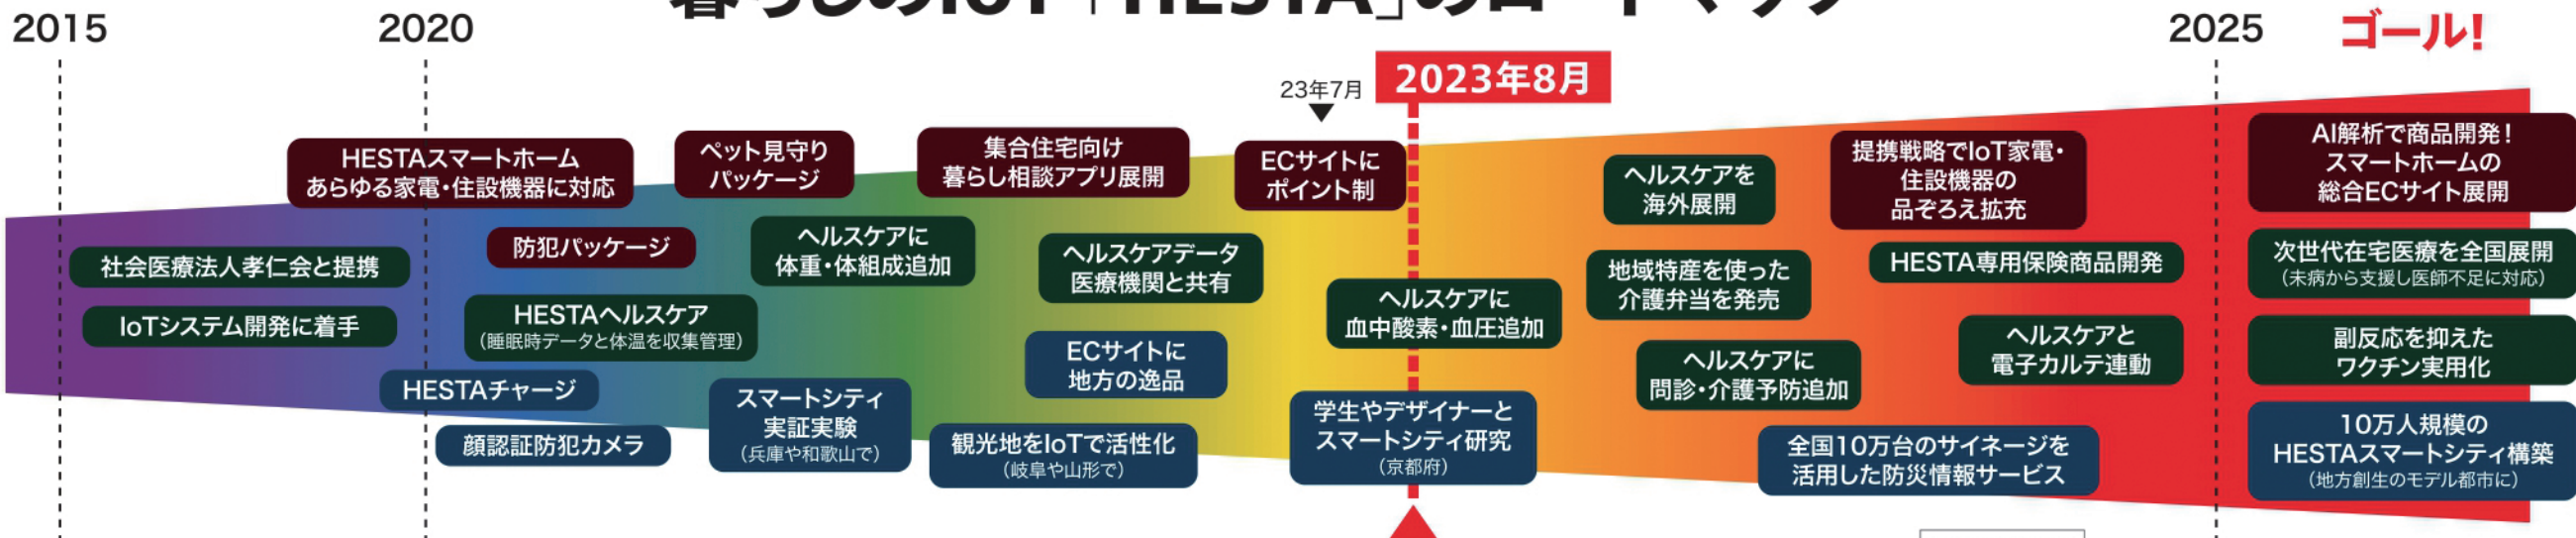 暮らしのIoT「HESTA」のロードマップ
2015
2020
2025
ゴール!
23年7月
2023年8月
HESTAスマートホーム
あらゆる家電・住設機器に対応
ペット見守り
パッケージ
集合住宅向け
暮らし相談アプリ展開
ECサイトに
ポイント制
ヘルスケアを
海外展開
提携戦略でIoT家電・
住設機器の
品ぞろえ拡充
AI解析で商品開発!
スマートホームの
総合ECサイト展開
社会医療法人孝仁会と提携
防犯パッケージ
ヘルスケアに
体重・体組成追加
ヘルスケアデータ
医療機関と共有
ヘルスケアに
血中酸素・血圧追加
地域特産を使った
介護弁当を発売
HESTA専用保険商品開発
次世代在宅医療を全国展開
(未病から支援し医師不足に対応)
IoTシステム開発に着手
HESTAヘルスケア
(睡眠時データと体温を収集管理)
ECサイトに
地方の逸品
ヘルスケアに
問診・介護予防追加
ヘルスケアと
電子カルテ連動
副反応を抑えた
ワクチン実用化
HESTAチャージ
顔認証防犯カメラ
スマートシティ
実証実験
(兵庫や和歌山で)
観光地をIoTで活性化
(岐阜や山形で)
学生やデザイナーと
スマートシティ研究
(京都府)
全国10万台のサイネージを
活用した防災情報サービス
10万人規模の
HESTAスマートシティ構築
(地方創生のモデル都市に)